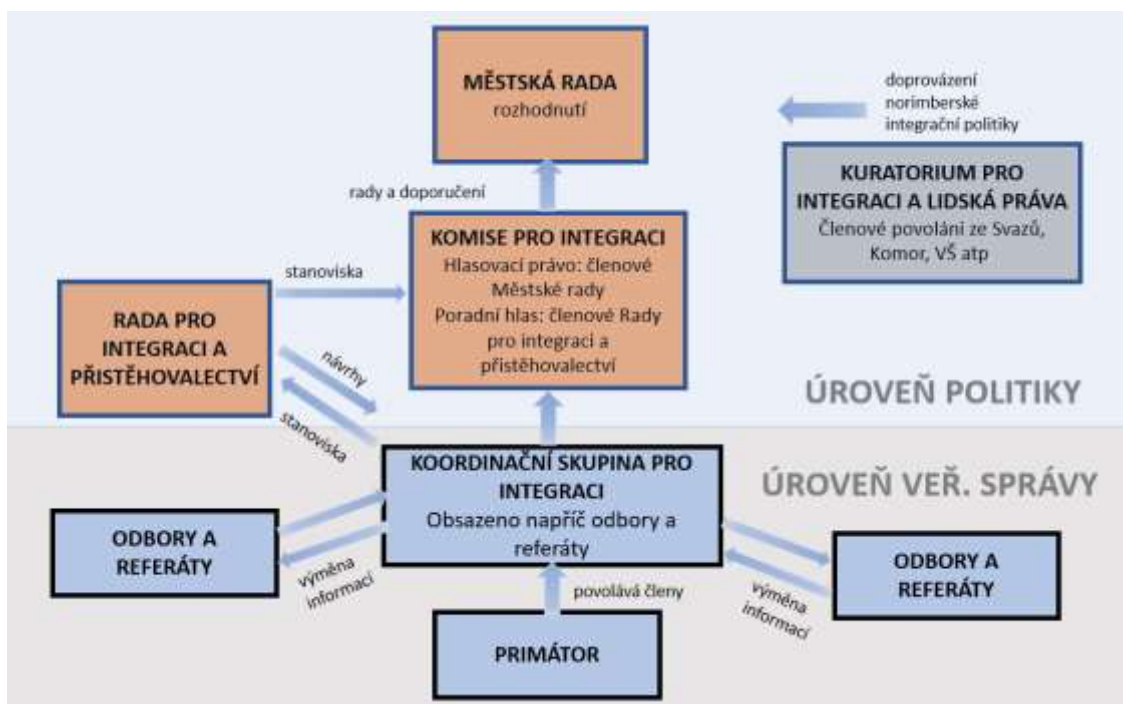 MĚSTSKÁ RADA
rozhodnutí
doprovázení
norimberské
integrační politiky
rady a doporučení
KURATORIUM PRO
INTEGRACI A LIDSKÁ PRÁVA
Členové povoláni ze Svazů,
Komor, VŠ atp
KOMISE PRO INTEGRACI
Hlasovací právo: členové
Městské rady
Poradní hlas: členové Rady
pro integraci a
přistěhovalectví
stanoviska
RADA PRO
INTEGRACI A
PŘISTĚHOVALECTVÍ
návrhy
stanoviska
ÚROVEŇ POLITIKY
KOORDINAČNÍ SKUPINA PRO
INTEGRACI
Obsazeno napříč odbory a
referáty
ÚROVEŇ VEŘ. SPRÁVY
ODBORY A
REFERÁTY
výměna
informací
ODBORY A
REFERÁTY
výměna
informací
povolává členy
PRIMÁTOR